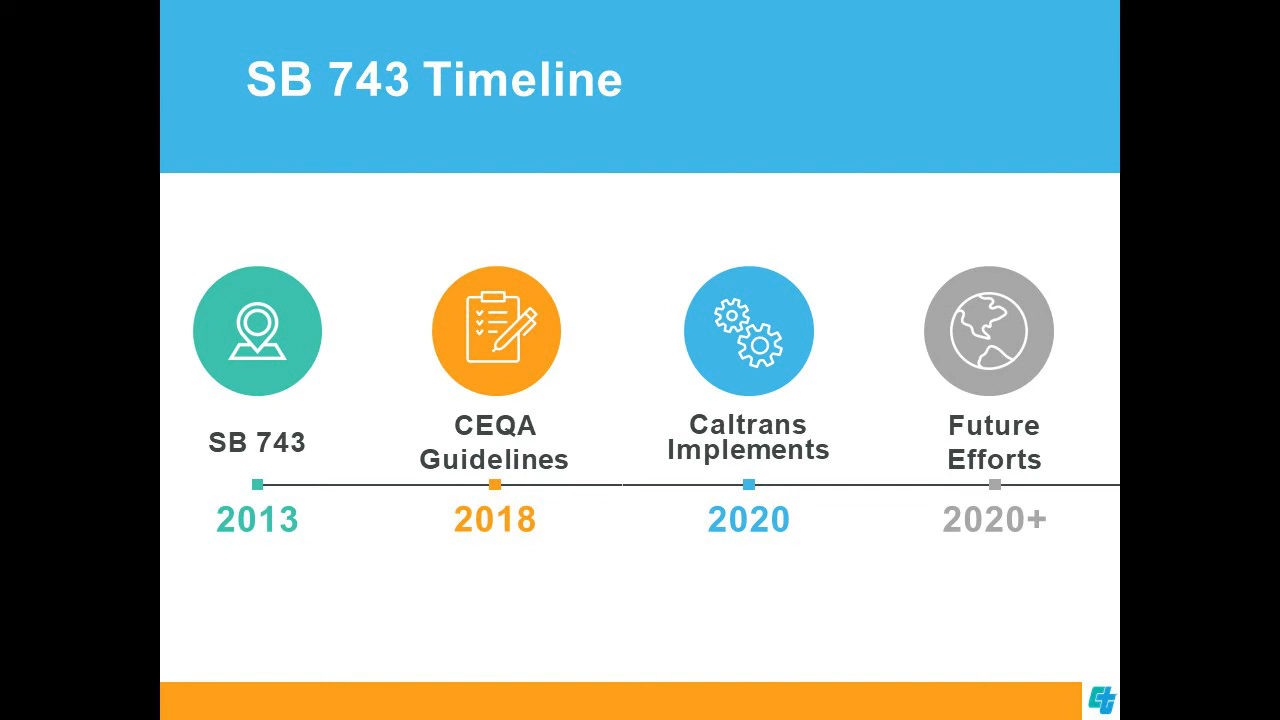 SB 743 Timeline
SB 743
CEQA
Guidelines
Caltrans
Implements
Future
Efforts
2013
2018
2020
2020+